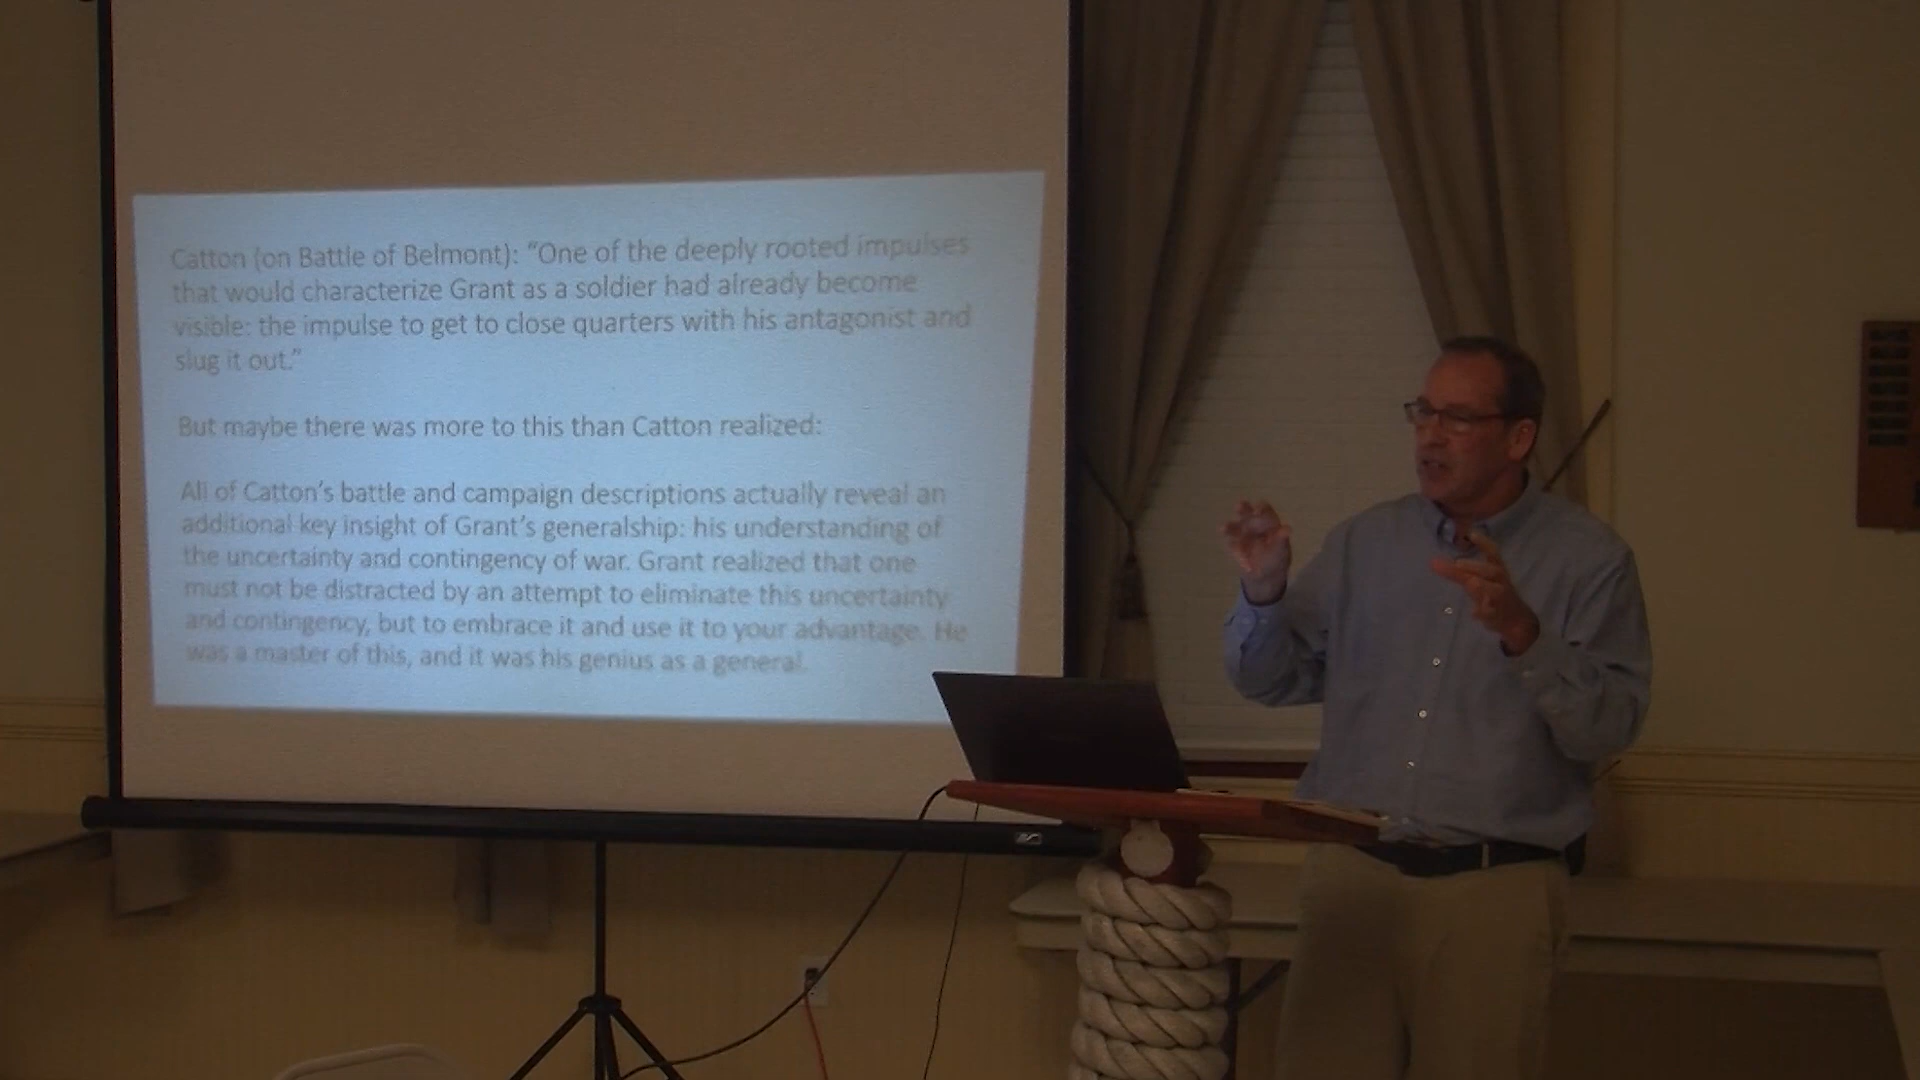 Catton (on Battle of Belmont): “One of the deeply rooted impulses
that would characterize Grant as a soldier had already become
visible: the impulse to get to close quarters with his antagonist and
slug it out.”
But maybe there was more to this than Catton realized:
All of Catton’s battle and campaign descriptions actually reveal an
additional key insight of Grant’s generalship: his understanding of
the uncertainty and contingency of war. Grant realized that one
must not be distracted by an attempt to eliminate this uncertainty
and contingency, but to embrace it and use it to your advantage. He
was a master of this, and it was his genius as a general.